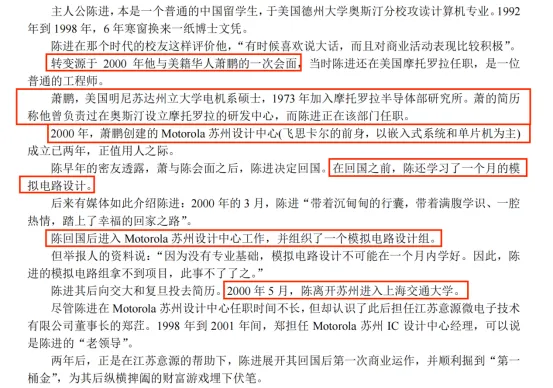 主人公陈进，本是一个普通的中国留学生，于美国德州大学奥斯汀分校攻读计算机专业。1992
年到 1998 年，6 年寒窗换来一纸博士文凭。
陈进在那个时代的校友这样评价他，“有时候喜欢说大话，而且对商业活动表现比较积极”。
转变源于 2000 年他与美籍华人萧鹏的一次会面，当时陈进还在美国摩托罗拉任职，是一位
普通的工程师。
萧鹏，美国明尼苏达州立大学电机系硕士，1973 年加入摩托罗拉半导体部研究所。萧的简历
称他曾负责过在奥斯汀设立摩托罗拉的研发中心，而陈进正在该部门任职。
2000 年，萧鹏创建的 Motorola 苏州设计中心(飞思卡尔的前身，以嵌入式系统和单片机为主)
成立已两年，正值用人之际。
陈早年的密友透露，萧与陈会面之后，陈进决定回国。在回国之前，陈还学习了一个月的模
拟电路设计。
后来有媒体如此介绍陈进：2000 年的 3 月，陈进“带着沉甸甸的行囊，带着满腹学识、一腔
热情，踏上了幸福的回家之路”。
陈回国后进入 Motorola 苏州设计中心工作，并组织了一个模拟电路设计组。
但举报人的资料说：“因为没有专业基础，模拟电路设计不可能在一个月内学好。因此，陈
进的模拟电路组拿不到项目，此事不了了之。”
陈进其后向交大和复旦投去简历。2000 年 5 月，陈离开苏州进入上海交通大学。
尽管陈进在 Motorola 苏州设计中心任职时间不长，但却认识了此后担任江苏意源微电子技术
有限公司董事长的郑茳。1998 年到 2001 年间，郑担任 Motorola 苏州 IC 设计中心经理，可以说
是陈进的“老领导”。
两年后，正是在江苏意源的帮助下，陈进展开其回国后第一次商业运作，并顺利掘到“第一
桶金”，为其后纵横捭阖的财富游戏埋下伏笔。